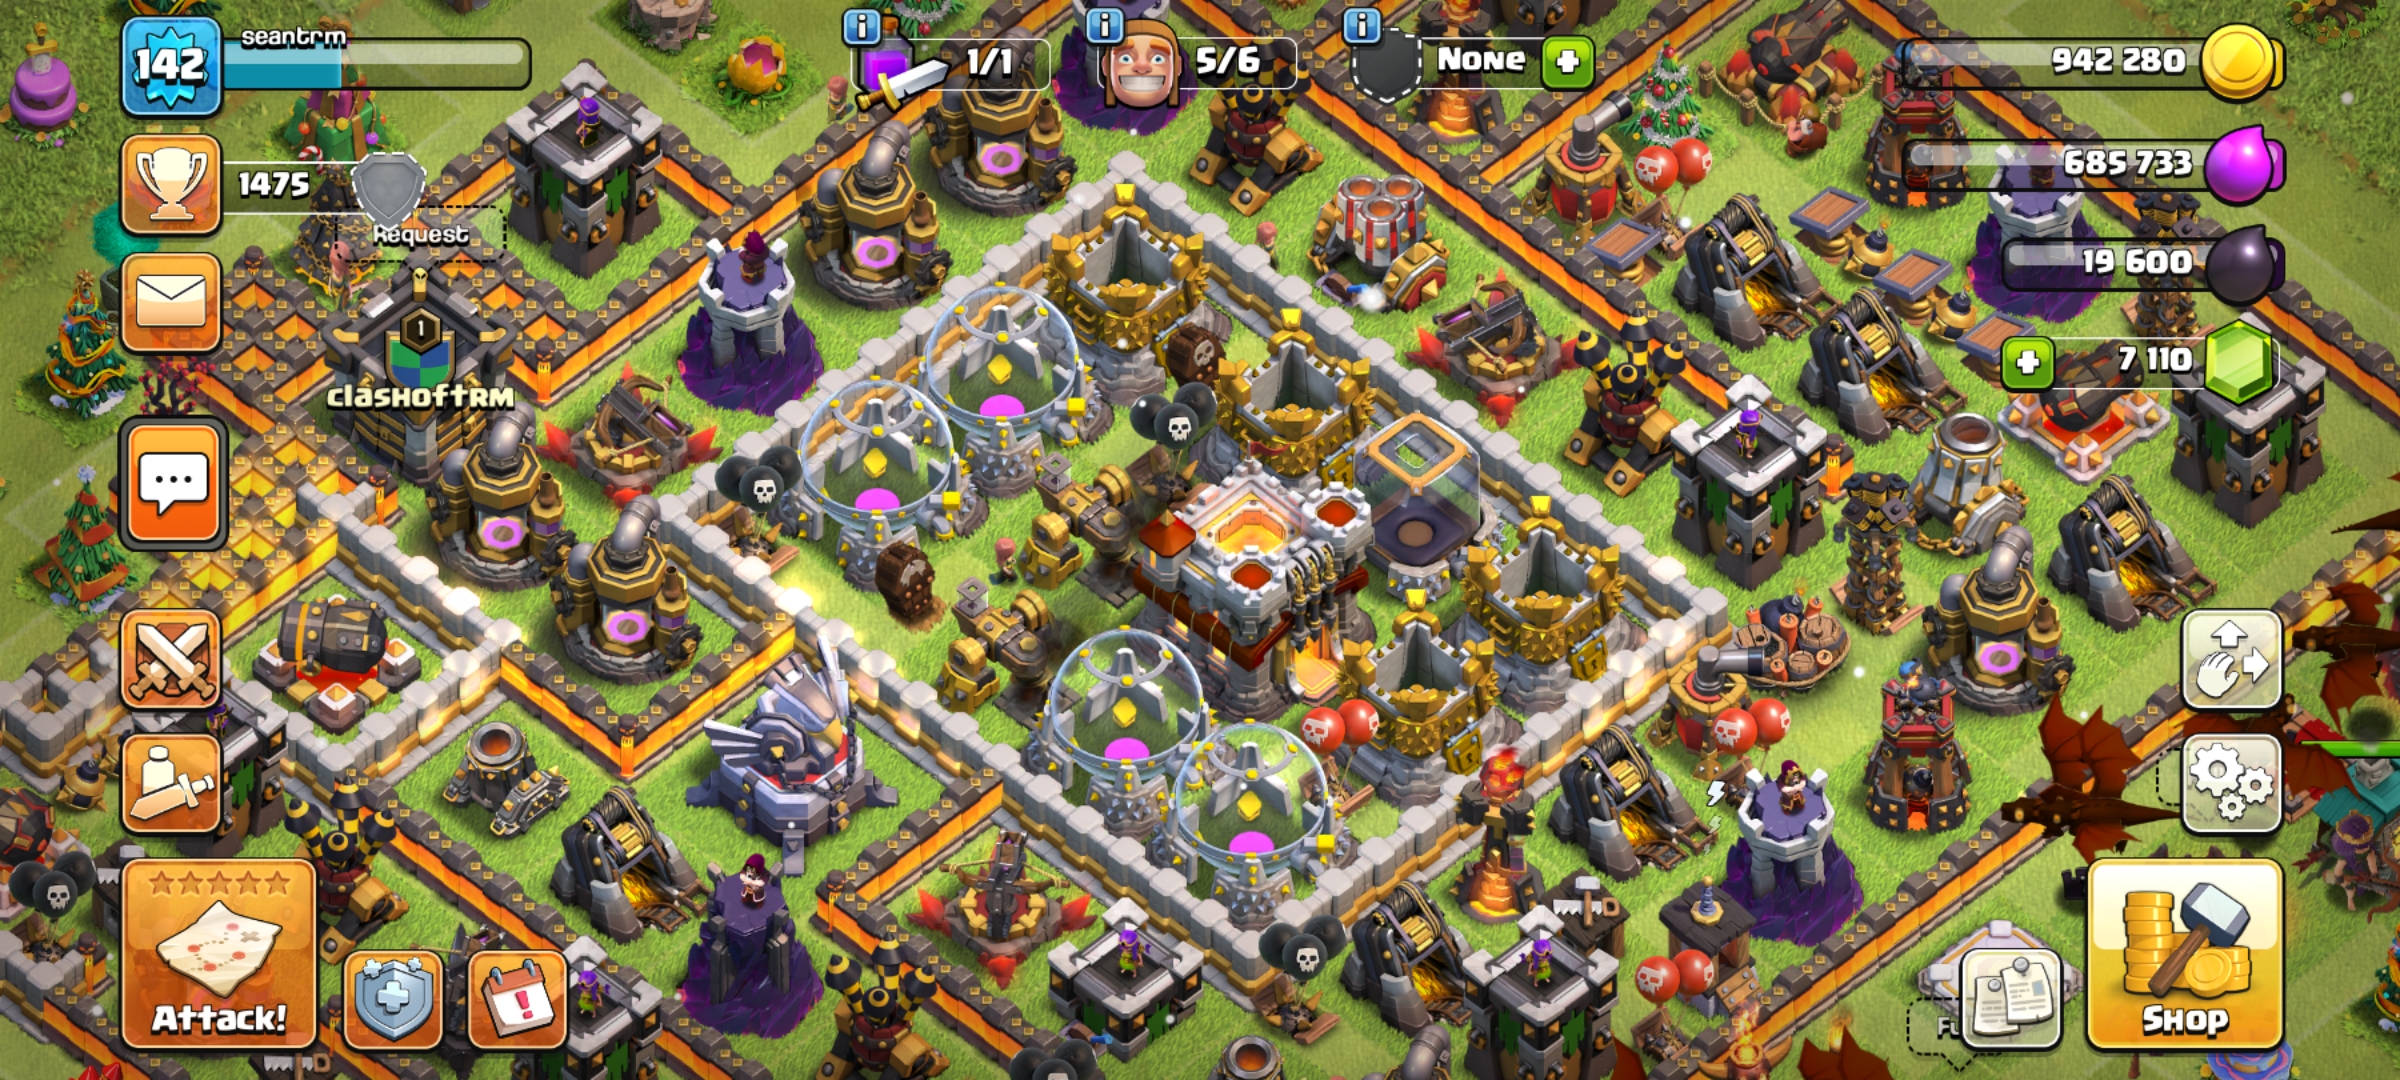 seantrm
142
1/1
5/6
None
942 280
1475
685 733
Request
19 600
1
7 110
clashoftRM
Attack!
Shop